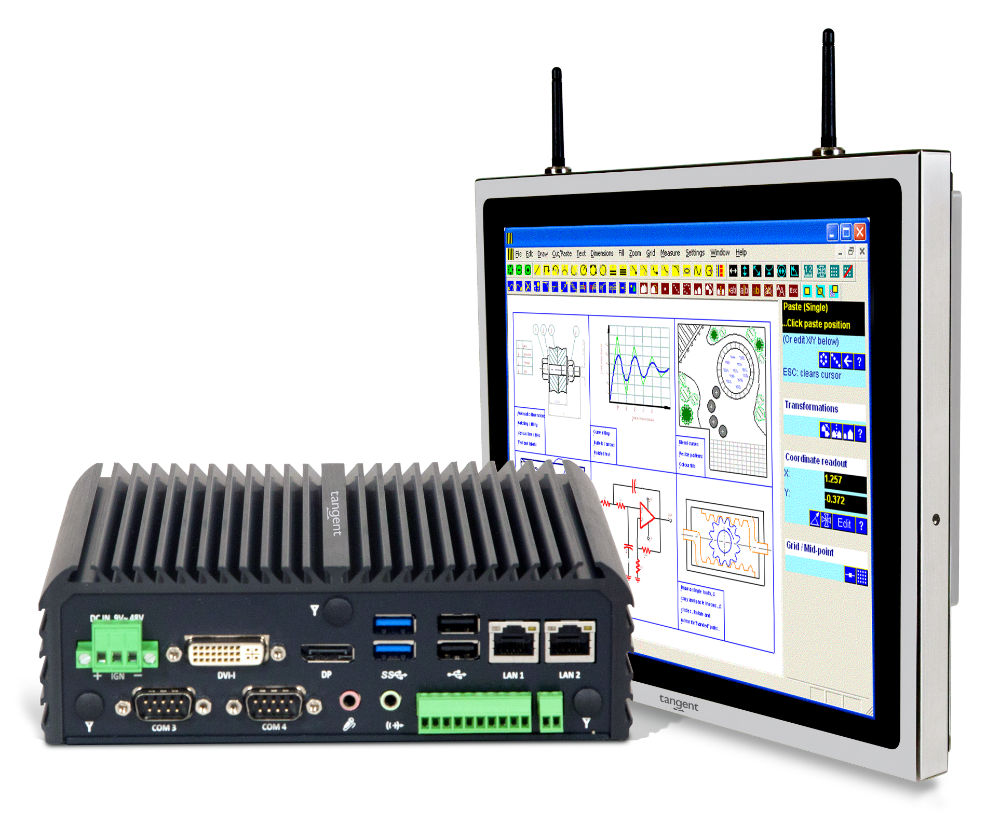 File Edit Draw Cut/Paste Text Dimensions Fill Zoom Grid Measure Settings Window Help
Esc
Paste (Single)
...Click paste position
(Or edit X/Y below)
?
ESC: clears cursor
Transformations
?
Coordinate readout
X: 1.257
Y: -0.372
Edit ?
Grid / Mid-point
Automatic dimensions
Hatching / filling
Various line styles
Text and labels
Curve filling
Bullets / arrows
Rotated text
Blend curves
Resize patterns
Colour fills
Draw a single tooth, &
copy and paste in rows, &
circles. Rotate and
mirror for "handed" pairs.
tangent
tangent
DC IN 9V~48V
+ IGN −
DVI-I
DP
SS
LAN 1
LAN 2
COM 3
COM 4